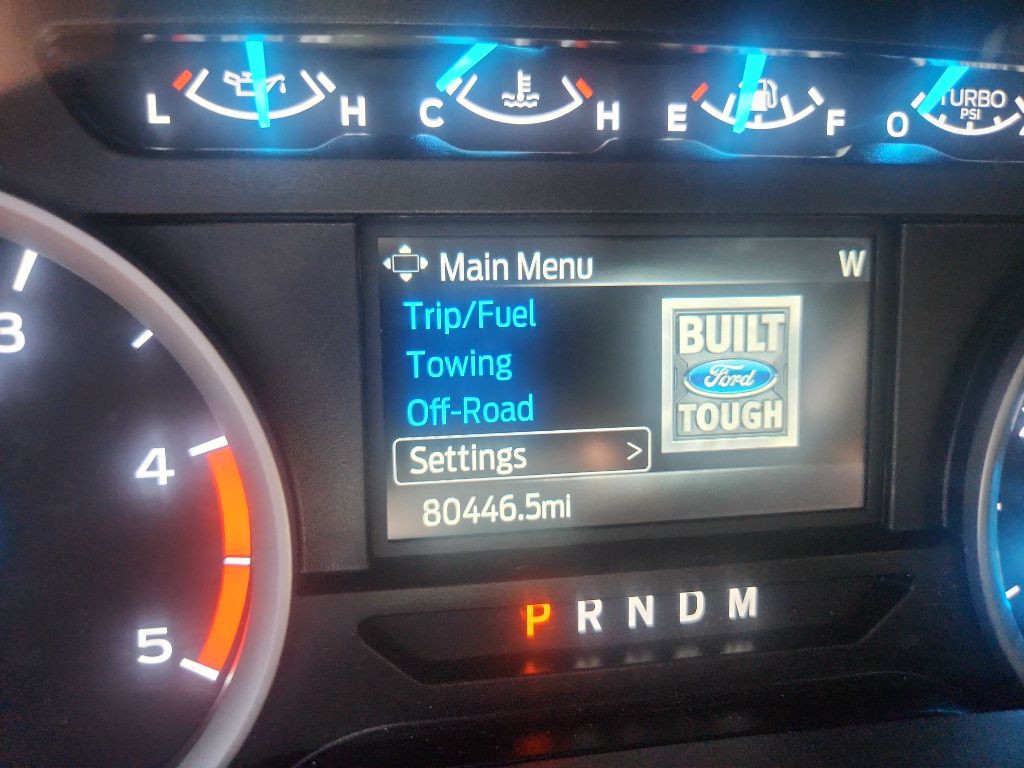 L H C H E F O TURBO
PSI
Main Menu W
Trip/Fuel
Towing
Off-Road
Settings >
80446.5mi
BUILT
Ford
TOUGH
3
4
5
P R N D M